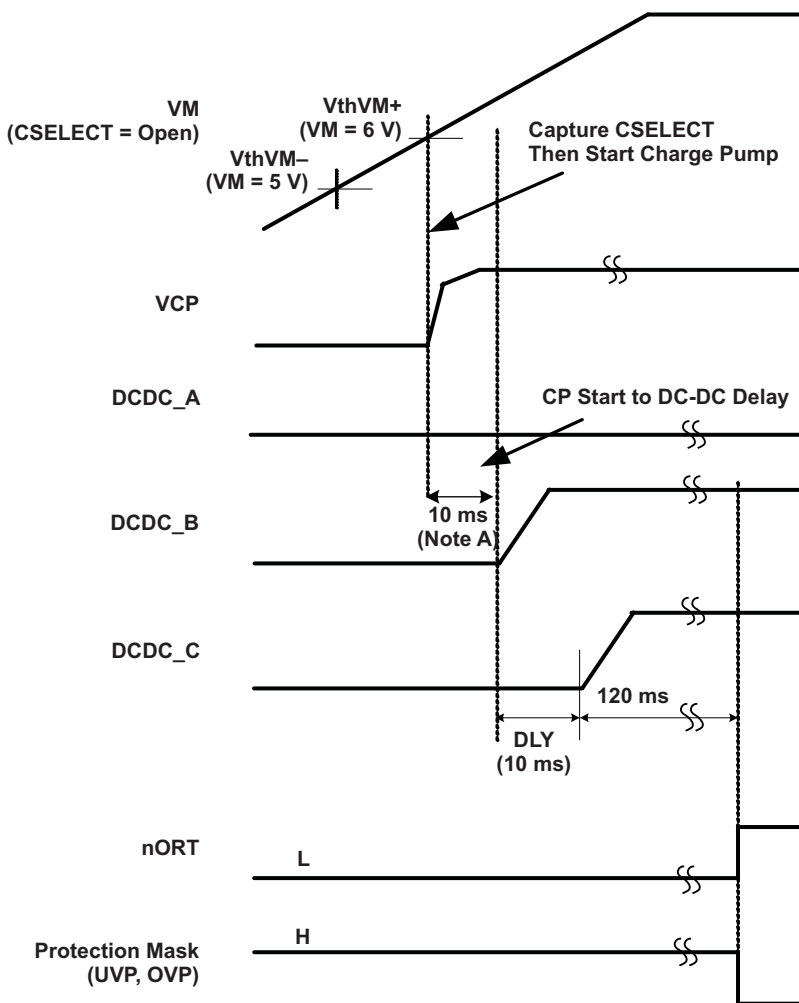 VM
(CSELECT = Open)
VthVM+
(VM = 6 V)
VthVM–
(VM = 5 V)
Capture CSELECT
Then Start Charge Pump
VCP
DCDC_A
CP Start to DC-DC Delay
10 ms
(Note A)
DCDC_B
DCDC_C
120 ms
DLY
(10 ms)
nORT
L
Protection Mask
(UVP, OVP)
H